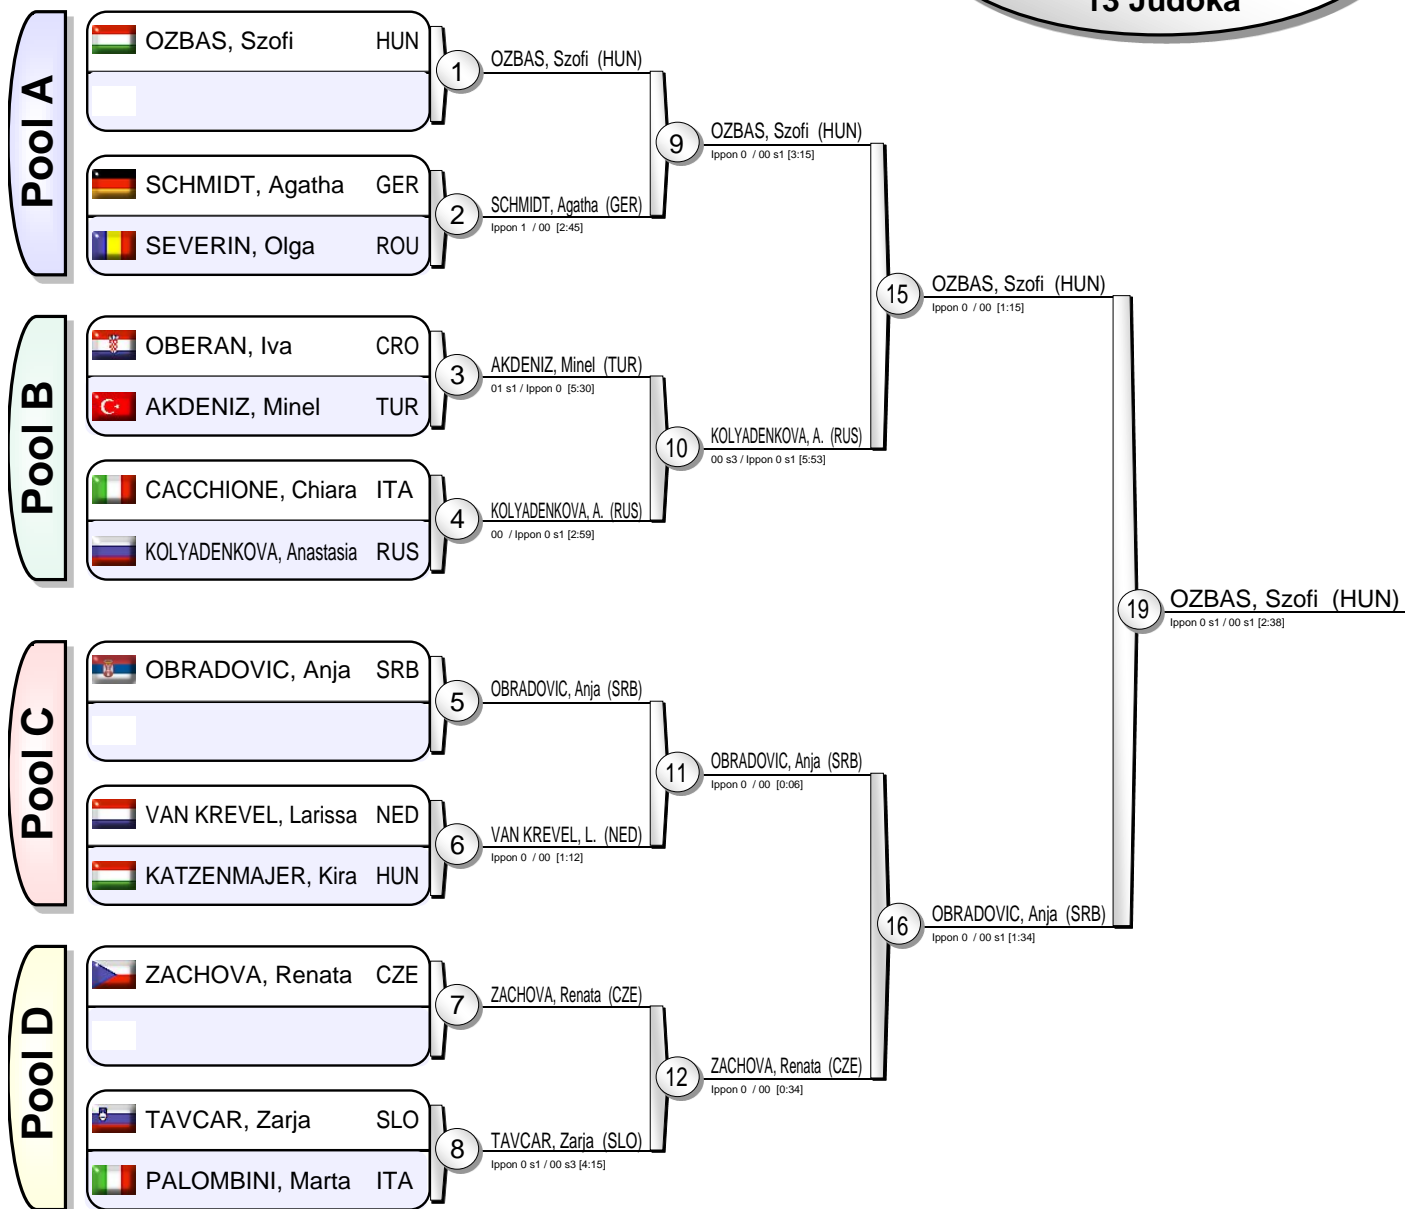 13 Judoka
Pool A
OZBAS, Szofi HUN
SCHMIDT, Agatha GER
SEVERIN, Olga ROU
1
OZBAS, Szofi (HUN)
2
SCHMIDT, Agatha (GER)
Ippon 1 / 00 [2:45]
9
OZBAS, Szofi (HUN)
Ippon 0 / 00 s1 [3:15]
Pool B
OBERAN, Iva CRO
AKDENIZ, Minel TUR
CACCHIONE, Chiara ITA
KOLYADENKOVA, Anastasia RUS
3
AKDENIZ, Minel (TUR)
01 s1 / Ippon 0 [5:30]
4
KOLYADENKOVA, A. (RUS)
00 / Ippon 0 s1 [2:59]
10
KOLYADENKOVA, A. (RUS)
00 s3 / Ippon 0 s1 [5:53]
15
OZBAS, Szofi (HUN)
Ippon 0 / 00 [1:15]
Pool C
OBRADOVIC, Anja SRB
VAN KREVEL, Larissa NED
KATZENMAJER, Kira HUN
5
OBRADOVIC, Anja (SRB)
6
VAN KREVEL, L. (NED)
Ippon 0 / 00 [1:12]
11
OBRADOVIC, Anja (SRB)
Ippon 0 / 00 [0:06]
Pool D
ZACHOVA, Renata CZE
TAVCAR, Zarja SLO
PALOMBINI, Marta ITA
7
ZACHOVA, Renata (CZE)
8
TAVCAR, Zarja (SLO)
Ippon 0 s1 / 00 s3 [4:15]
12
ZACHOVA, Renata (CZE)
Ippon 0 / 00 [0:34]
16
OBRADOVIC, Anja (SRB)
Ippon 0 / 00 s1 [1:34]
19
OZBAS, Szofi (HUN)
Ippon 0 s1 / 00 s1 [2:38]